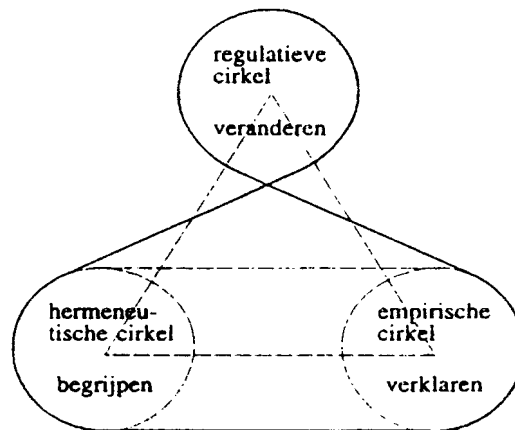 regulatieve
cirkel
veranderen
hermeneu-
tische cirkel
begrijpen
empirische
cirkel
verklaren